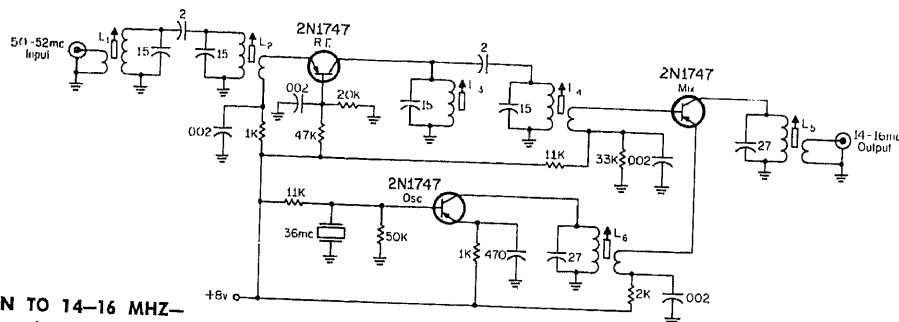 2
2N1747
R.F.
50-52mc
Input
L1
15
15
L2
2
2N1747
Mix
002
20K
15
L3
15
L4
002
1K
47K
27
L5
14-16mc
Output
11K
33K
002
11K
2N1747
Osc
36mc
50K
1K
470
27
L6
+8v
2K
002
N TO 14—16 MHZ—